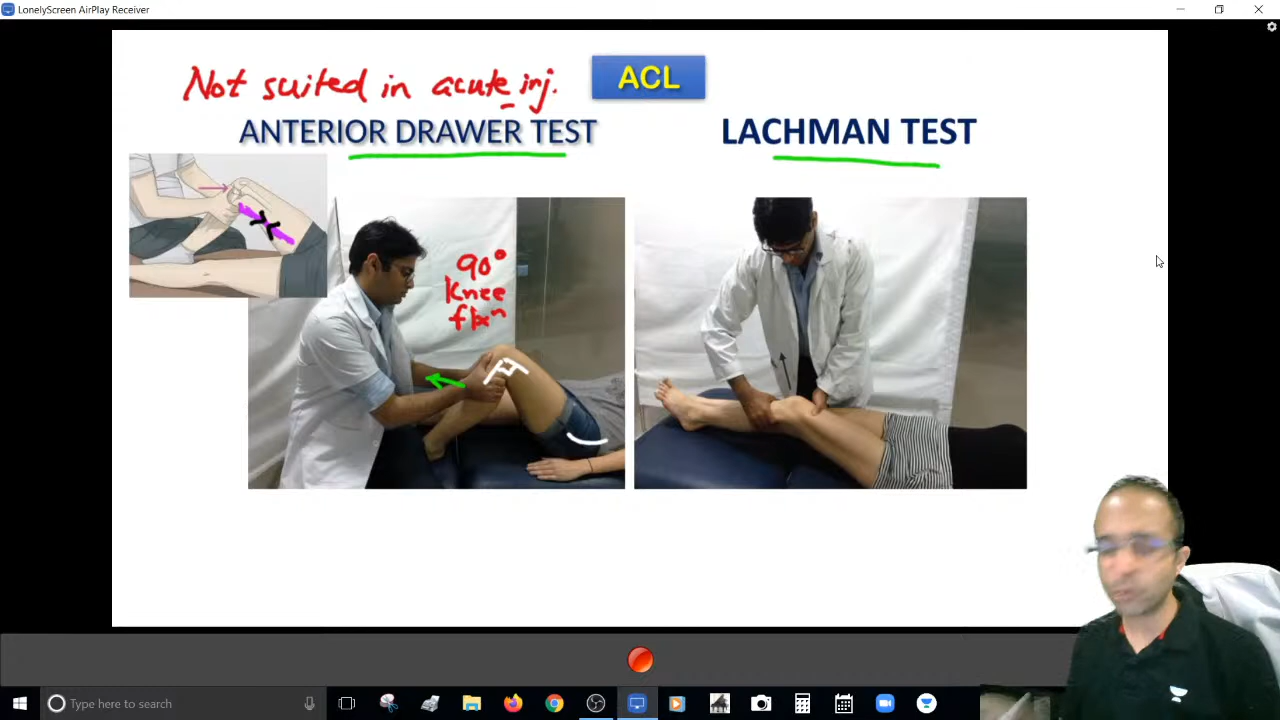 LonelyScreen AirPlay Receiver
Not suited in acute inj.
ACL
ANTERIOR DRAWER TEST
LACHMAN TEST
90°
knee
flxⁿ
Type here to search